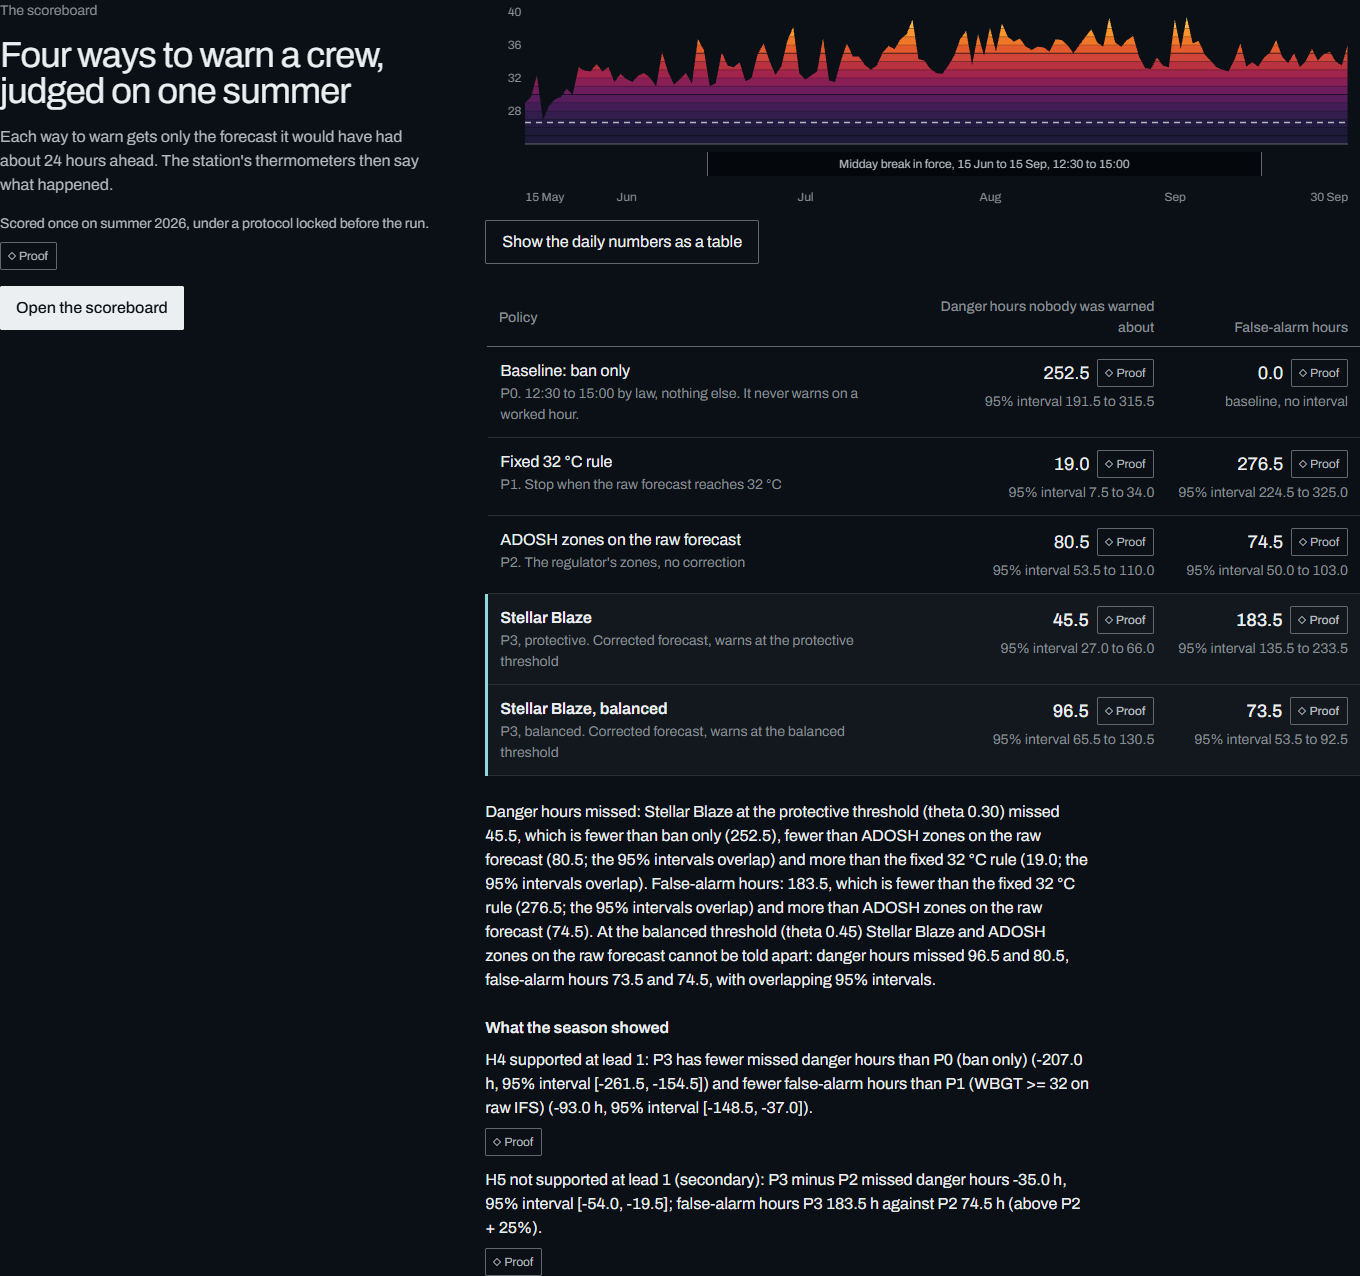 The scoreboard
Four ways to warn a crew,
judged on one summer
Each way to warn gets only the forecast it would have had
about 24 hours ahead. The station's thermometers then say
what happened.
Scored once on summer 2026, under a protocol locked before the run.
◇ Proof
Open the scoreboard
40
36
32
28
Midday break in force, 15 Jun to 15 Sep, 12:30 to 15:00
15 May Jun Jul Aug Sep 30 Sep
Show the daily numbers as a table
Policy
Danger hours nobody was warned
about
False-alarm hours
Baseline: ban only
P0. 12:30 to 15:00 by law, nothing else. It never warns on a
worked hour.
252.5 ◇ Proof
95% interval 191.5 to 315.5
0.0 ◇ Proof
baseline, no interval
Fixed 32 °C rule
P1. Stop when the raw forecast reaches 32 °C
19.0 ◇ Proof
95% interval 7.5 to 34.0
276.5 ◇ Proof
95% interval 224.5 to 325.0
ADOSH zones on the raw forecast
P2. The regulator's zones, no correction
80.5 ◇ Proof
95% interval 53.5 to 110.0
74.5 ◇ Proof
95% interval 50.0 to 103.0
Stellar Blaze
P3, protective. Corrected forecast, warns at the protective
threshold
45.5 ◇ Proof
95% interval 27.0 to 66.0
183.5 ◇ Proof
95% interval 135.5 to 233.5
Stellar Blaze, balanced
P3, balanced. Corrected forecast, warns at the balanced
threshold
96.5 ◇ Proof
95% interval 65.5 to 130.5
73.5 ◇ Proof
95% interval 53.5 to 92.5
Danger hours missed: Stellar Blaze at the protective threshold (theta 0.30) missed
45.5, which is fewer than ban only (252.5), fewer than ADOSH zones on the raw
forecast (80.5; the 95% intervals overlap) and more than the fixed 32 °C rule (19.0; the
95% intervals overlap). False-alarm hours: 183.5, which is fewer than the fixed 32 °C
rule (276.5; the 95% intervals overlap) and more than ADOSH zones on the raw
forecast (74.5). At the balanced threshold (theta 0.45) Stellar Blaze and ADOSH
zones on the raw forecast cannot be told apart: danger hours missed 96.5 and 80.5,
false-alarm hours 73.5 and 74.5, with overlapping 95% intervals.
What the season showed
H4 supported at lead 1: P3 has fewer missed danger hours than P0 (ban only) (-207.0
h, 95% interval [-261.5, -154.5]) and fewer false-alarm hours than P1 (WBGT >= 32 on
raw IFS) (-93.0 h, 95% interval [-148.5, -37.0]).
◇ Proof
H5 not supported at lead 1 (secondary): P3 minus P2 missed danger hours -35.0 h,
95% interval [-54.0, -19.5]; false-alarm hours P3 183.5 h against P2 74.5 h (above P2
+ 25%).
◇ Proof